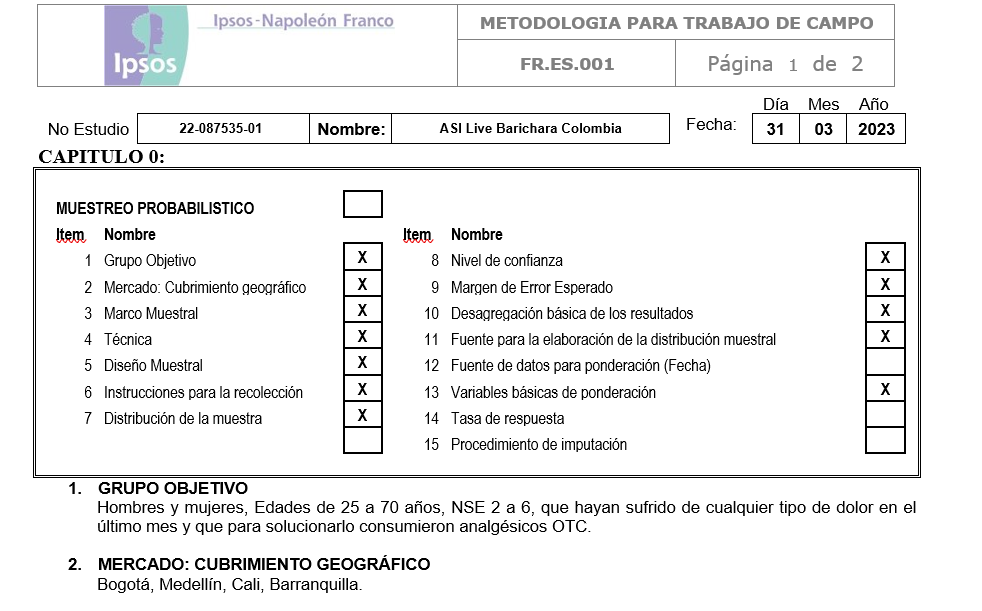 Ipsos
Ipsos-Napoleón Franco
METODOLOGIA PARA TRABAJO DE CAMPO
FR.ES.001
Página 1 de 2
Día Mes Año
No Estudio 22-087535-01 Nombre: ASI Live Barichara Colombia Fecha: 31 03 2023
CAPITULO 0:
MUESTREO PROBABILISTICO
Item Nombre
1 Grupo Objetivo X
2 Mercado: Cubrimiento geográfico X
3 Marco Muestral X
4 Técnica X
5 Diseño Muestral X
6 Instrucciones para la recolección X
7 Distribución de la muestra X
Item Nombre
8 Nivel de confianza X
9 Margen de Error Esperado X
10 Desagregación básica de los resultados X
11 Fuente para la elaboración de la distribución muestral X
12 Fuente de datos para ponderación (Fecha)
13 Variables básicas de ponderación X
14 Tasa de respuesta
15 Procedimiento de imputación
1. GRUPO OBJETIVO
Hombres y mujeres, Edades de 25 a 70 años, NSE 2 a 6, que hayan sufrido de cualquier tipo de dolor en el
último mes y que para solucionarlo consumieron analgésicos OTC.
2. MERCADO: CUBRIMIENTO GEOGRÁFICO
Bogotá, Medellín, Cali, Barranquilla.